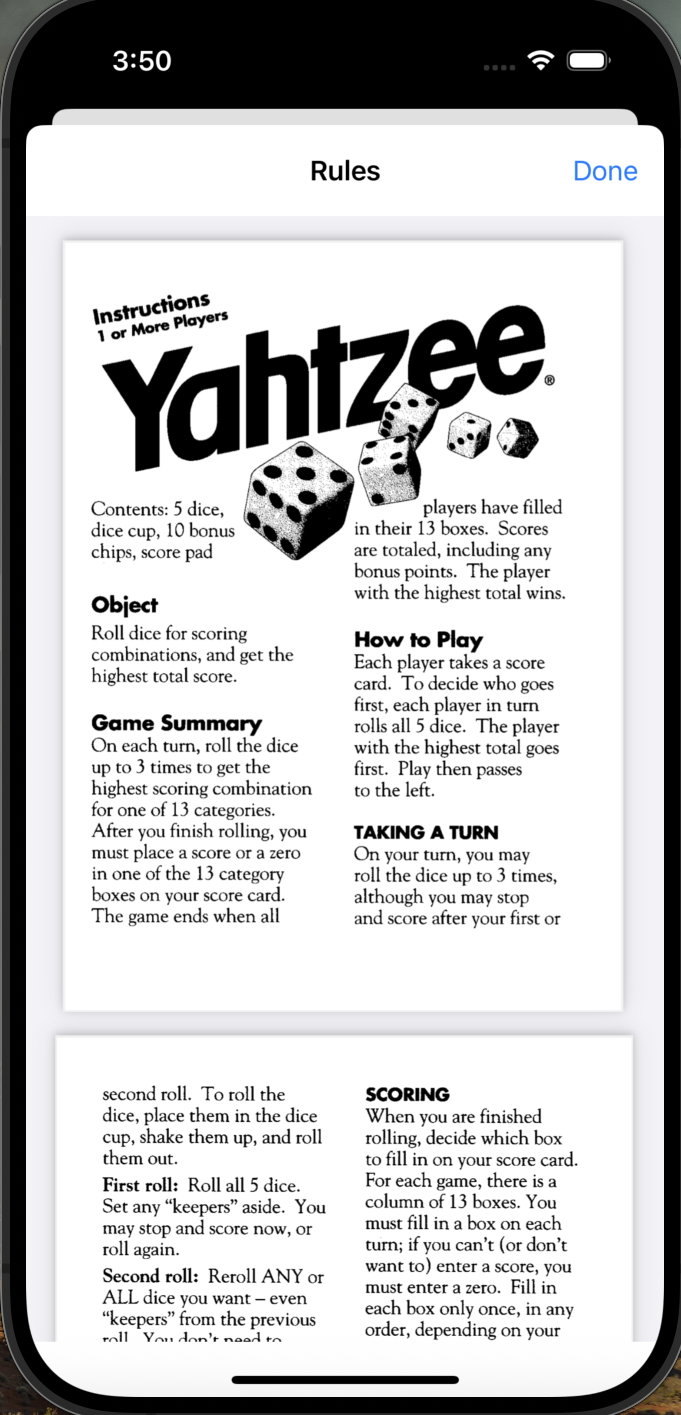 3:50
Rules
Done
Instructions
1 or More Players
Yahtzee®
Contents: 5 dice,
dice cup, 10 bonus
chips, score pad
Object
Roll dice for scoring
combinations, and get the
highest total score.
Game Summary
On each turn, roll the dice
up to 3 times to get the
highest scoring combination
for one of 13 categories.
After you finish rolling, you
must place a score or a zero
in one of the 13 category
boxes on your score card.
The game ends when all
players have filled
in their 13 boxes. Scores
are totaled, including any
bonus points. The player
with the highest total wins.
How to Play
Each player takes a score
card. To decide who goes
first, each player in turn
rolls all 5 dice. The player
with the highest total goes
first. Play then passes
to the left.
TAKING A TURN
On your turn, you may
roll the dice up to 3 times,
although you may stop
and score after your first or
second roll. To roll the
dice, place them in the dice
cup, shake them up, and roll
them out.
First roll: Roll all 5 dice.
Set any “keepers” aside. You
may stop and score now, or
roll again.
Second roll: Reroll ANY or
ALL dice you want – even
“keepers” from the previous
roll. You don’t need to
SCORING
When you are finished
rolling, decide which box
to fill in on your score card.
For each game, there is a
column of 13 boxes. You
must fill in a box on each
turn; if you can’t (or don’t
want to) enter a score, you
must enter a zero. Fill in
each box only once, in any
order, depending on your